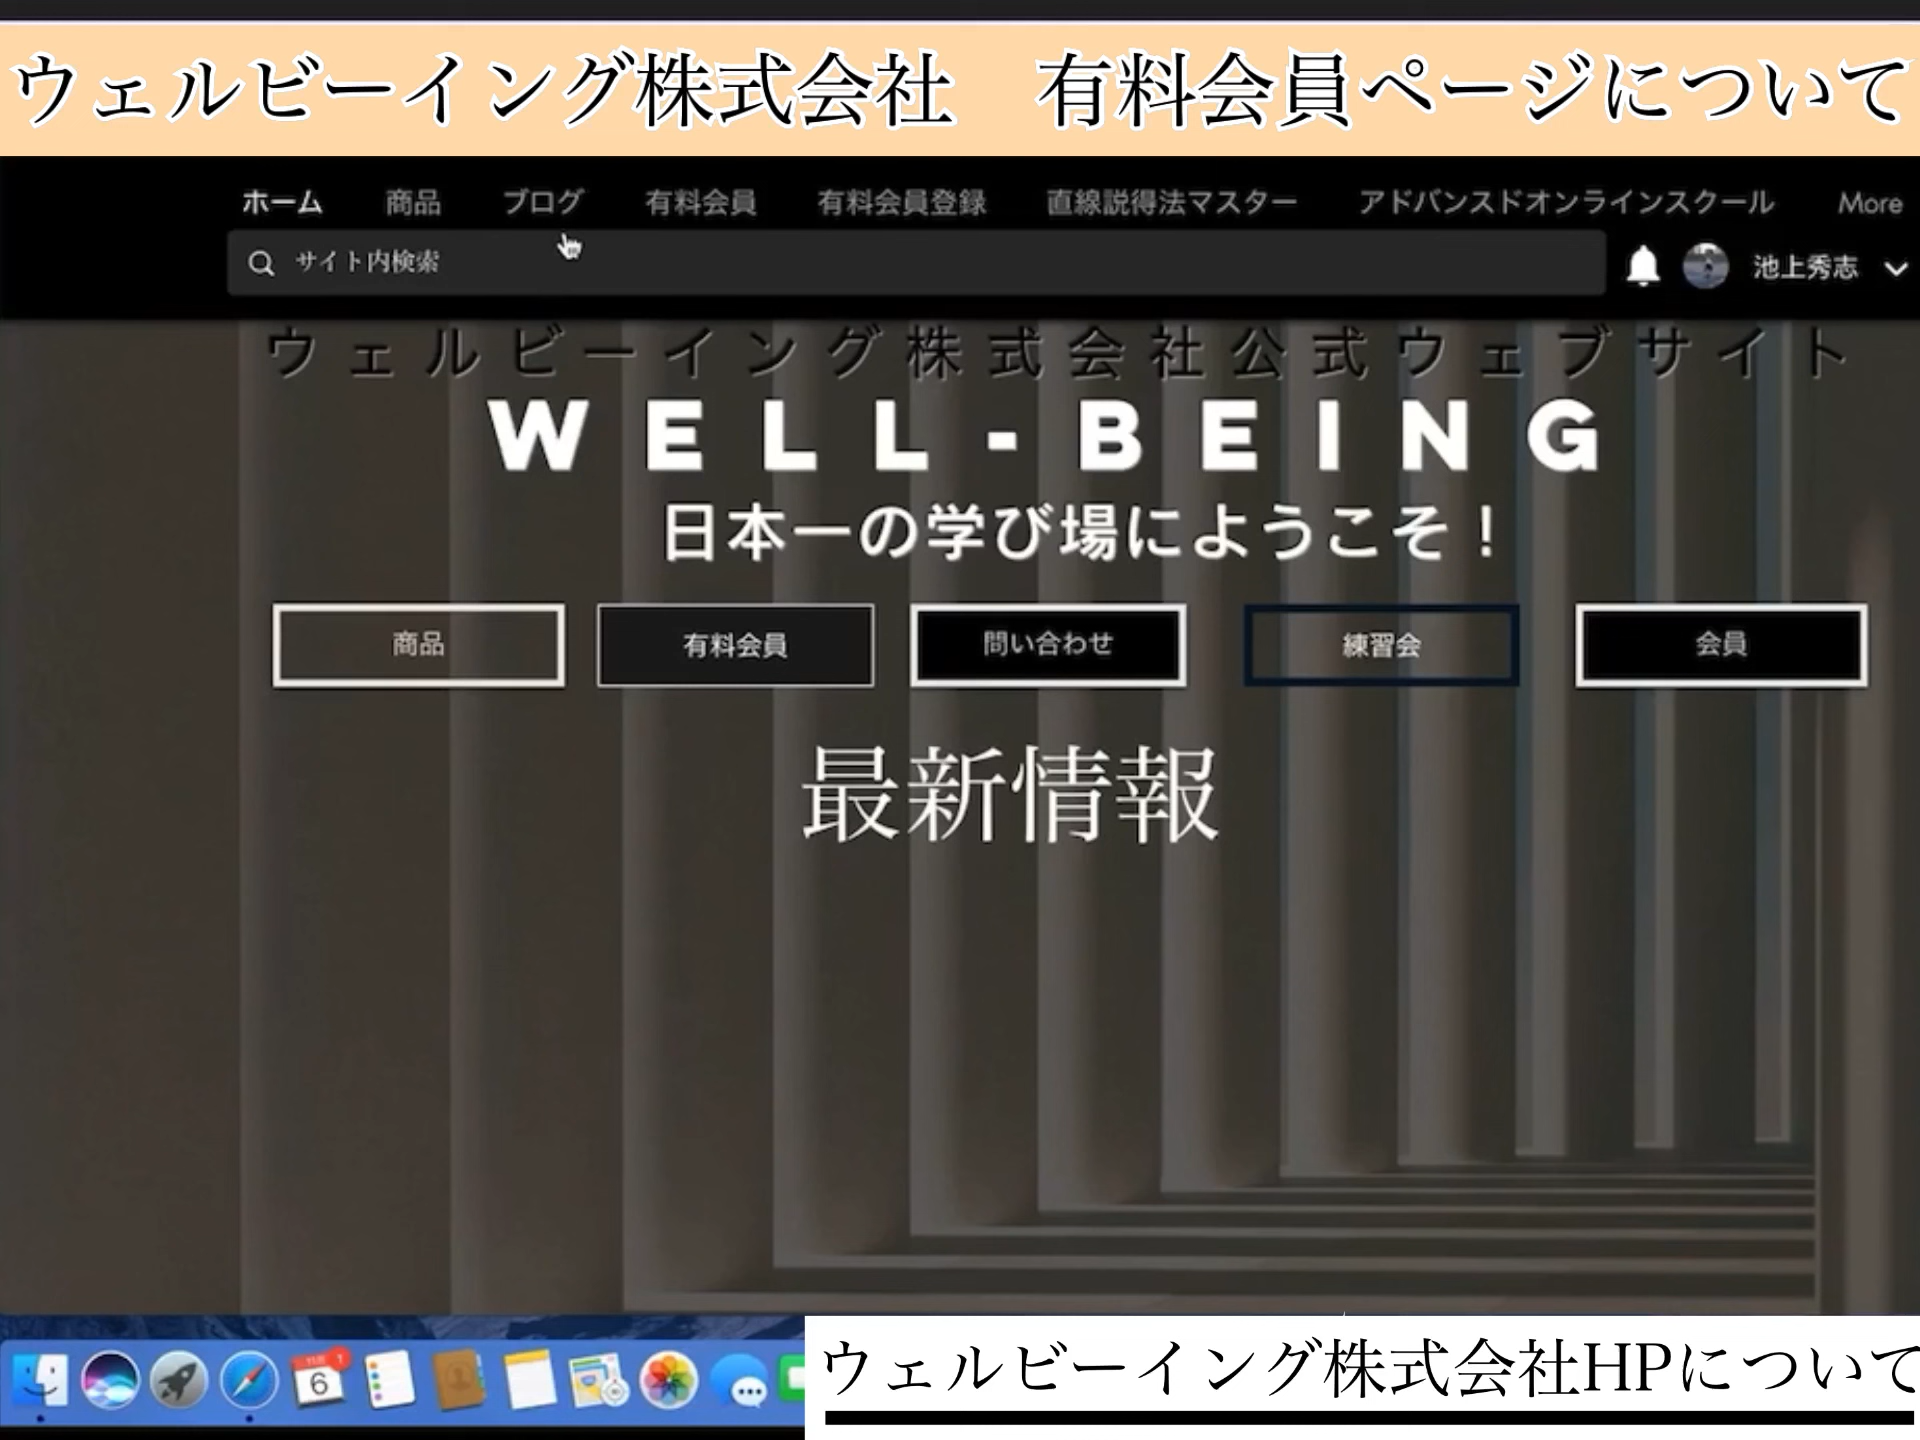 ウェルビーイング株式会社　有料会員ページについて
ホーム 商品 ブログ 有料会員 有料会員登録 直線説得法マスター アドバンスドオンラインスクール More
サイト内検索 池上秀志
ウェルビーイング株式会社公式ウェブサイト
WELL-BEING
日本一の学び場にようこそ！
商品 有料会員 問い合わせ 練習会 会員
最新情報
6 1
ウェルビーイング株式会社HPについて